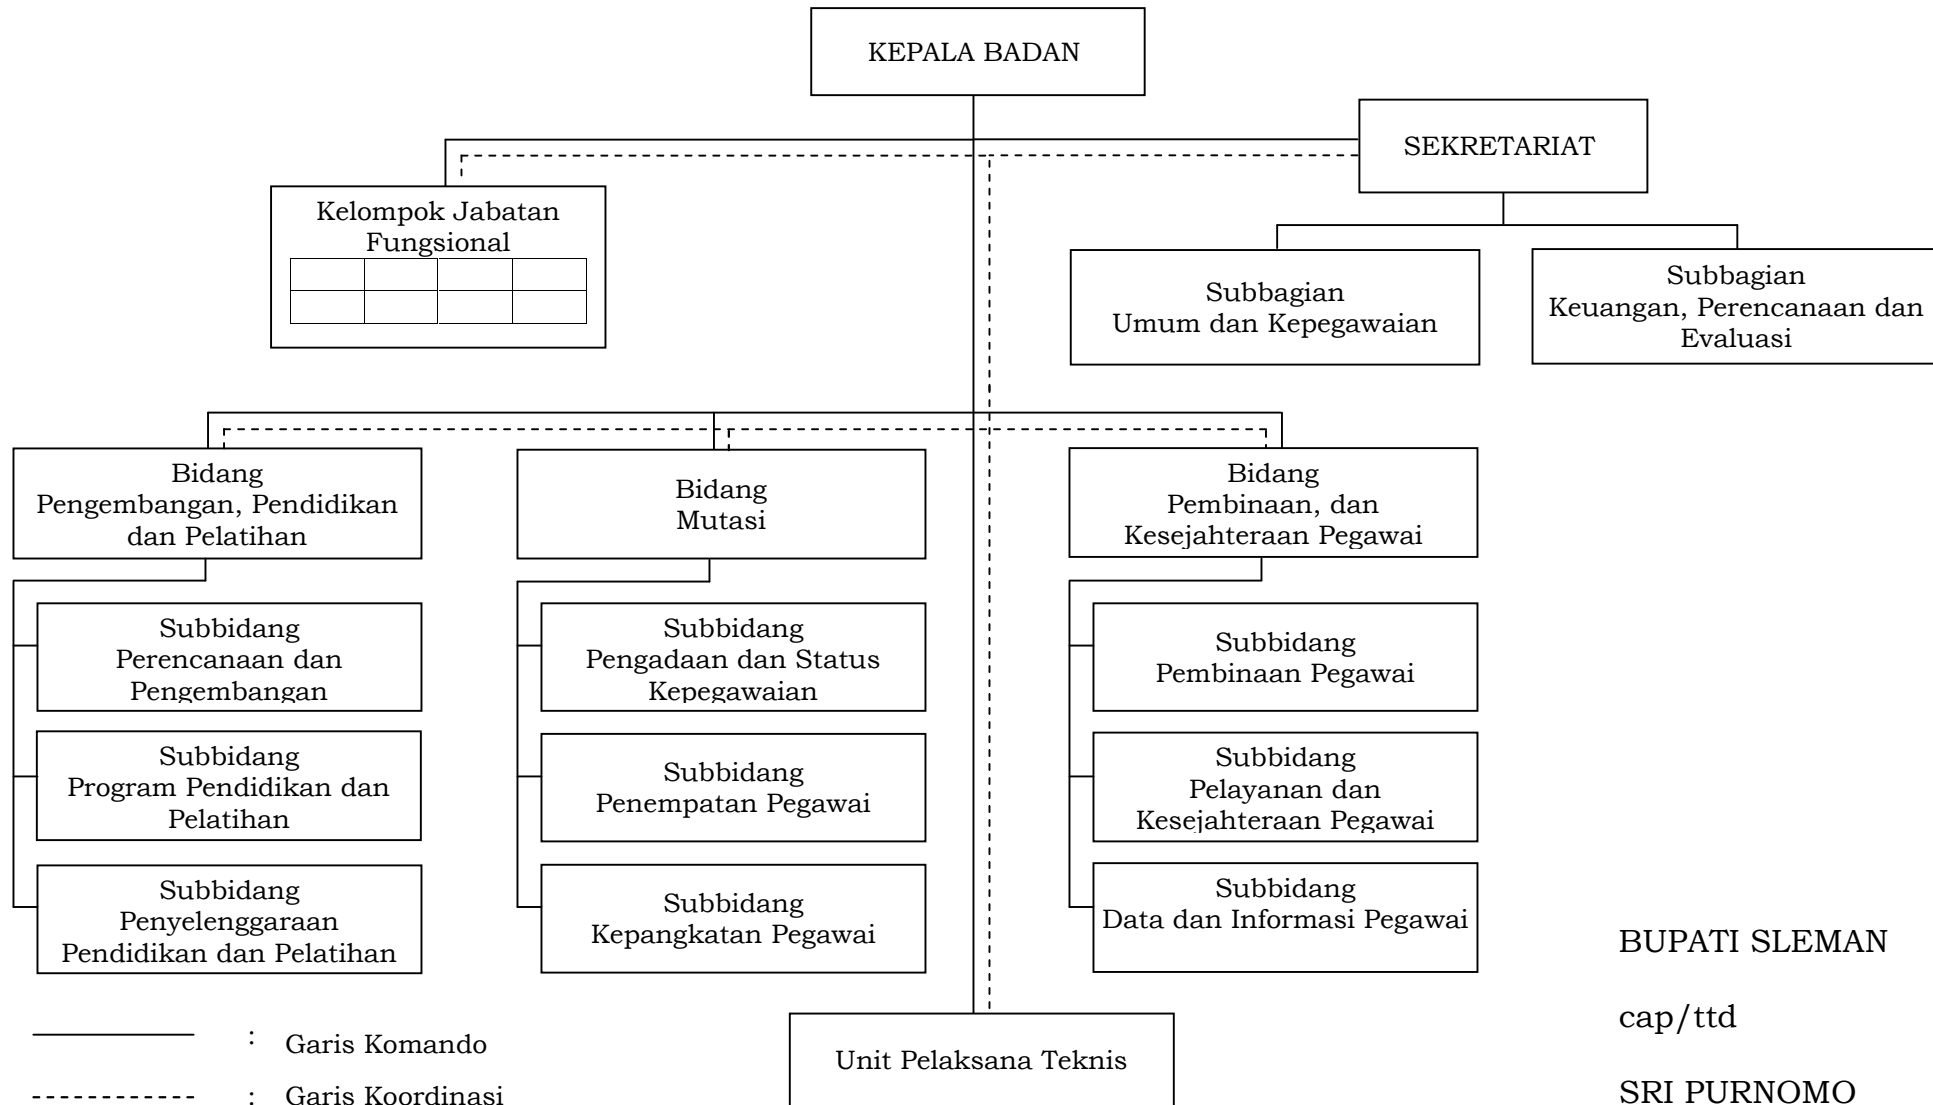 KEPALA BADAN
SEKRETARIAT
Kelompok Jabatan
Fungsional
Subbagian
Umum dan Kepegawaian
Subbagian
Keuangan, Perencanaan dan
Evaluasi
Bidang
Pengembangan, Pendidikan
dan Pelatihan
Bidang
Mutasi
Bidang
Pembinaan, dan
Kesejahteraan Pegawai
Subbidang
Perencanaan dan
Pengembangan
Subbidang
Pengadaan dan Status
Kepegawaian
Subbidang
Pembinaan Pegawai
Subbidang
Program Pendidikan dan
Pelatihan
Subbidang
Penempatan Pegawai
Subbidang
Pelayanan dan
Kesejahteraan Pegawai
Subbidang
Penyelenggaraan
Pendidikan dan Pelatihan
Subbidang
Kepangkatan Pegawai
Subbidang
Data dan Informasi Pegawai
: Garis Komando
: Garis Koordinasi
Unit Pelaksana Teknis
BUPATI SLEMAN
cap/ttd
SRI PURNOMO